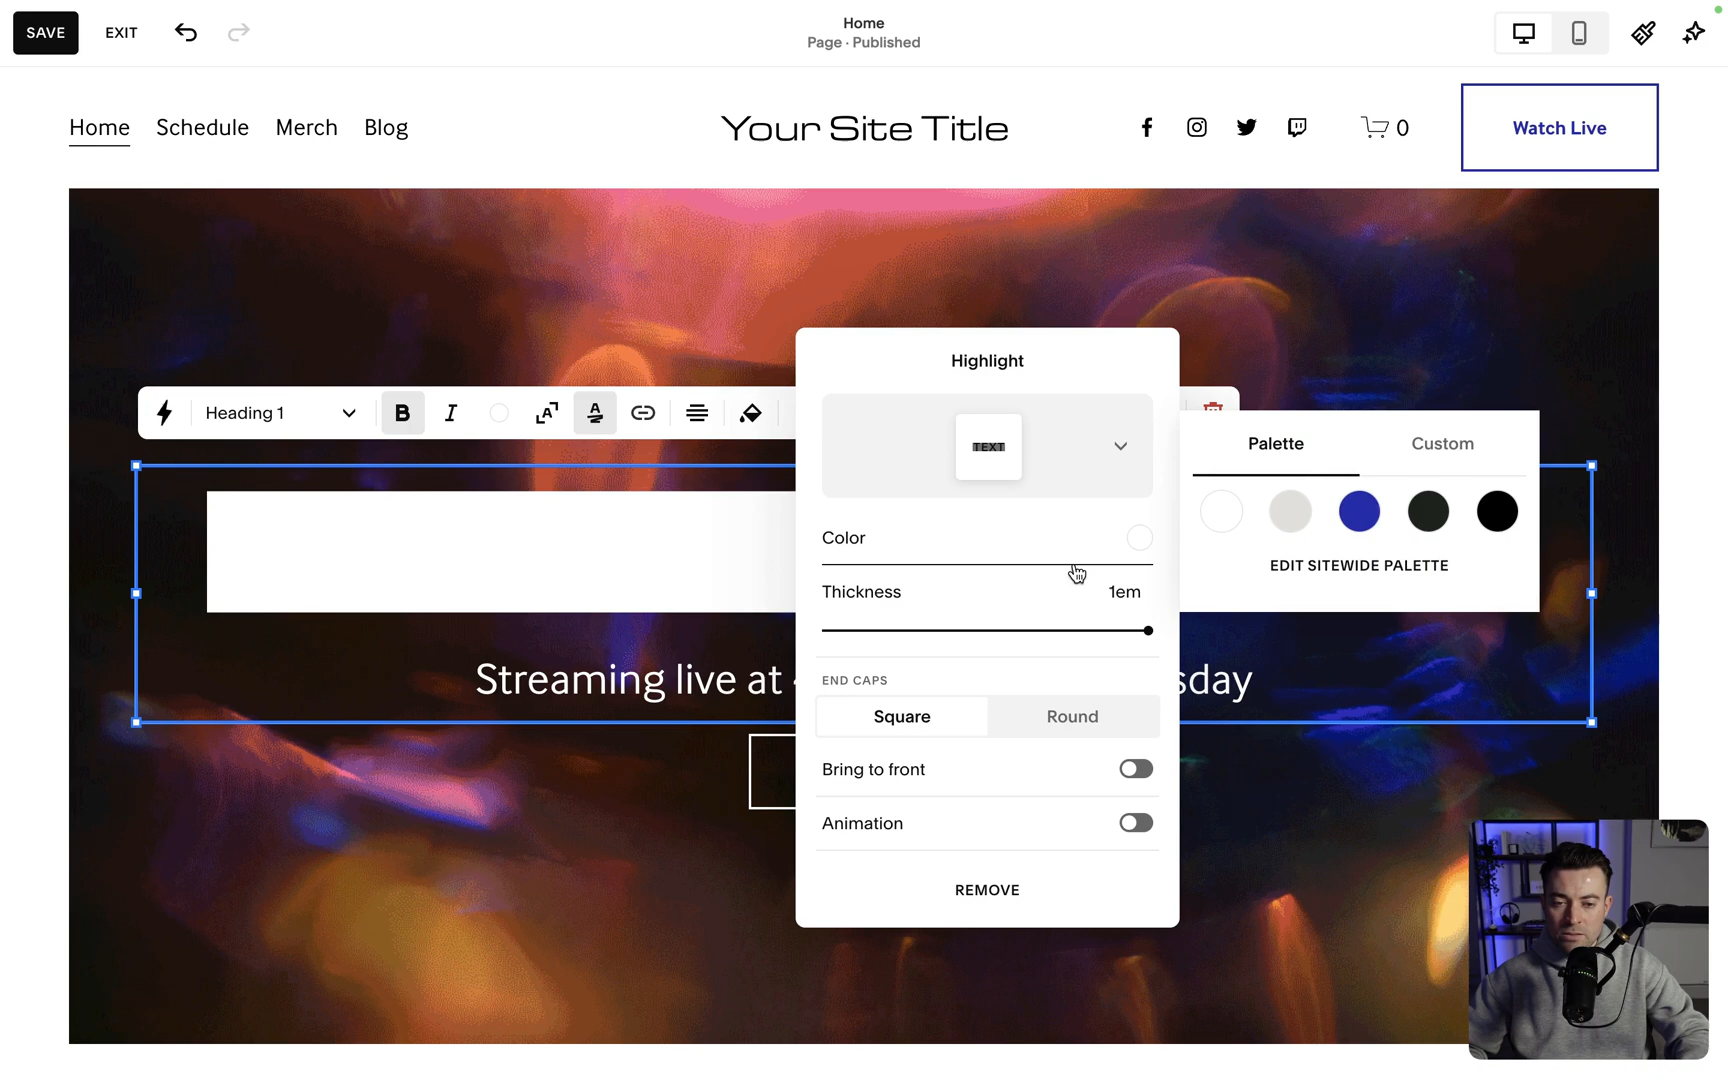 SAVE
EXIT
Home
Page · Published
Home
Schedule
Merch
Blog
Your Site Title
0
Watch Live
Highlight
Heading 1
B
I
A
A
TEXT
Palette
Custom
Color
EDIT SITEWIDE PALETTE
Thickness
1em
Streaming live at
sday
END CAPS
Square
Round
Bring to front
Animation
REMOVE